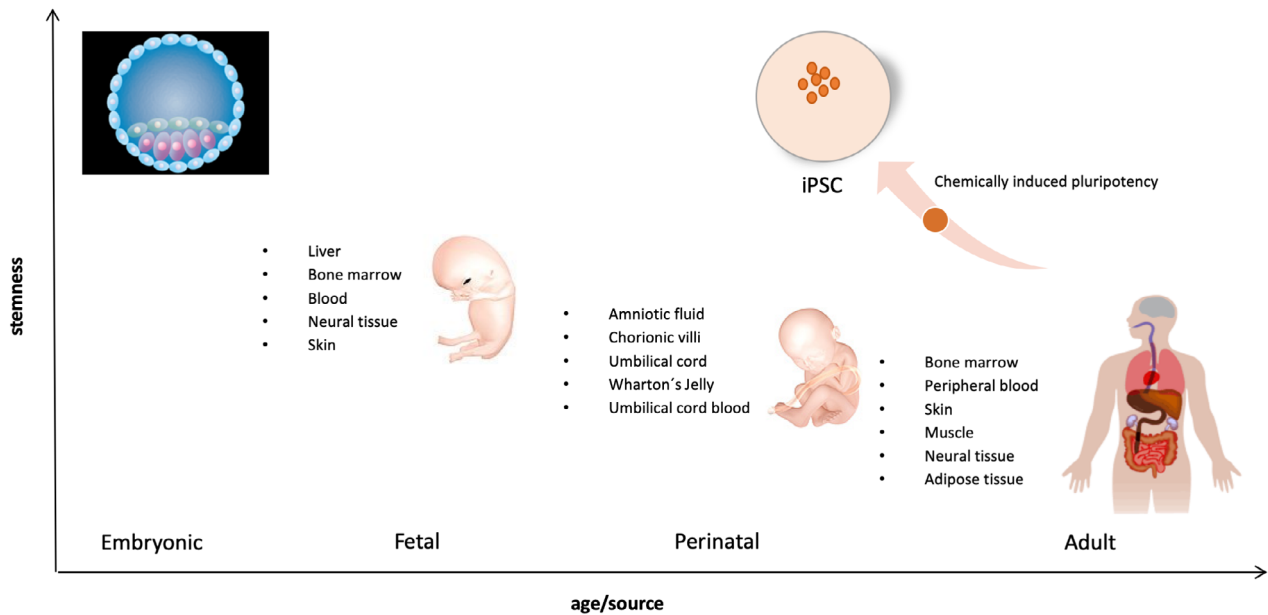 iPSC
Chemically induced pluripotency
stemness
• Liver
• Bone marrow
• Blood
• Neural tissue
• Skin
• Amniotic fluid
• Chorionic villi
• Umbilical cord
• Wharton´s Jelly
• Umbilical cord blood
• Bone marrow
• Peripheral blood
• Skin
• Muscle
• Neural tissue
• Adipose tissue
Embryonic
Fetal
Perinatal
Adult
age/source